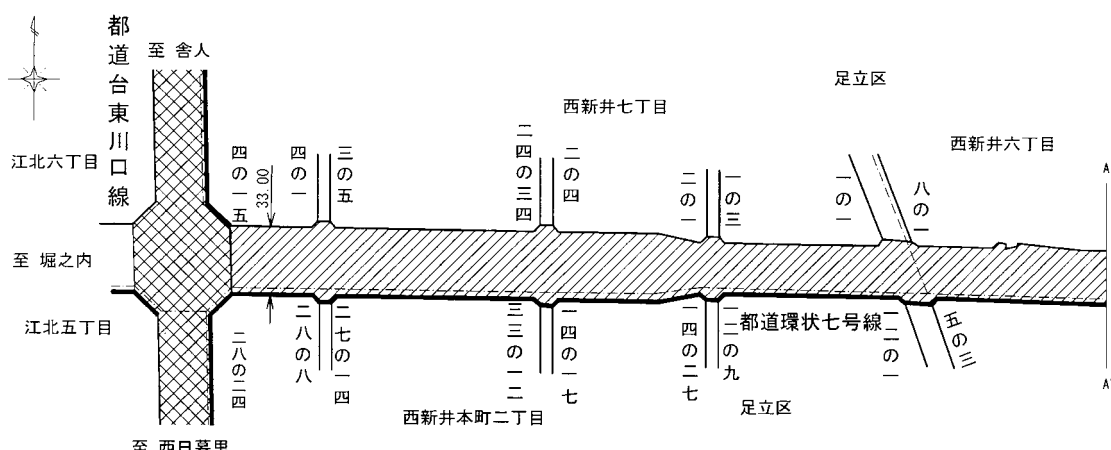 都道台東川口線
至 舎人
足立区
西新井七丁目
西新井六丁目
江北六丁目
四の一五
33.00
四の一
三の五
二四の三四
二の四
二の一
一の三
一の一
八の一
A
至 堀之内
江北五丁目
二八の二四
二八の八
二七の一四
三三の一二
一四の一七
一四の二七
一二の九
都道環状七号線
一二の一
五の三
西新井本町二丁目
足立区
A'
至 西日暮里